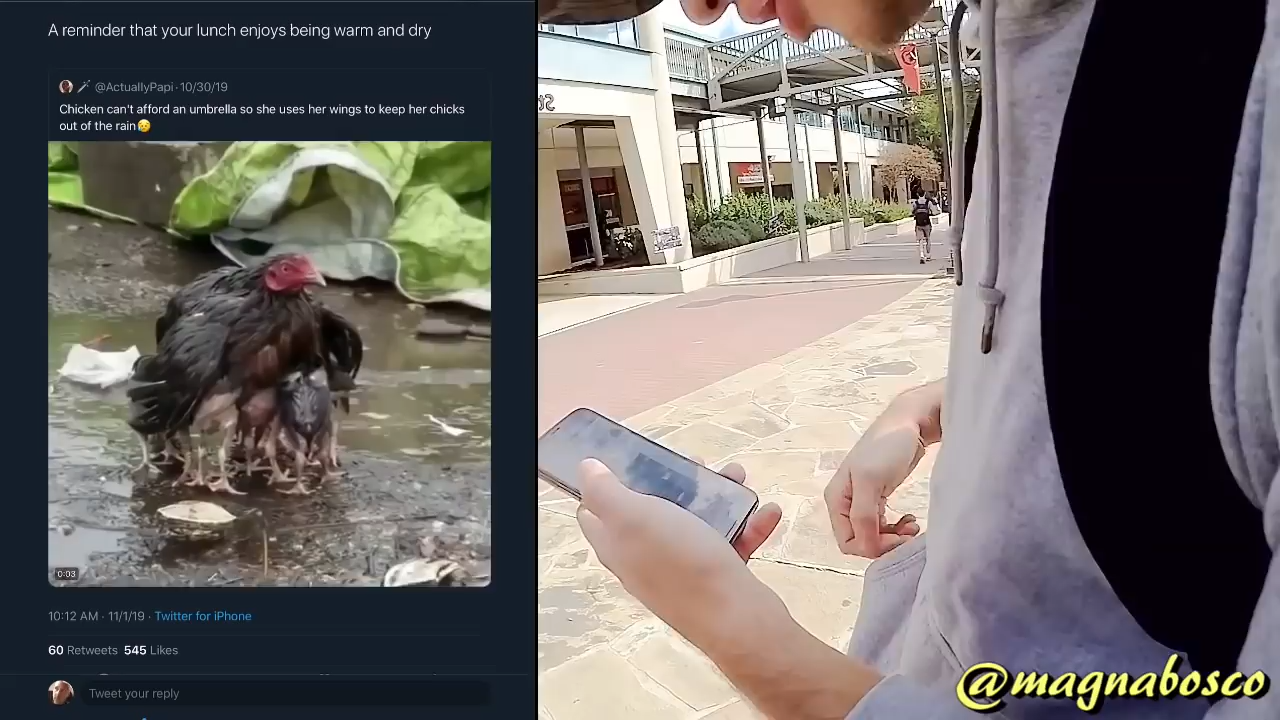 A reminder that your lunch enjoys being warm and dry
@ActuallyPapi · 10/30/19
Chicken can't afford an umbrella so she uses her wings to keep her chicks
out of the rain😥
0:03
10:12 AM · 11/1/19 · Twitter for iPhone
60 Retweets 545 Likes
Tweet your reply
@magnabosco